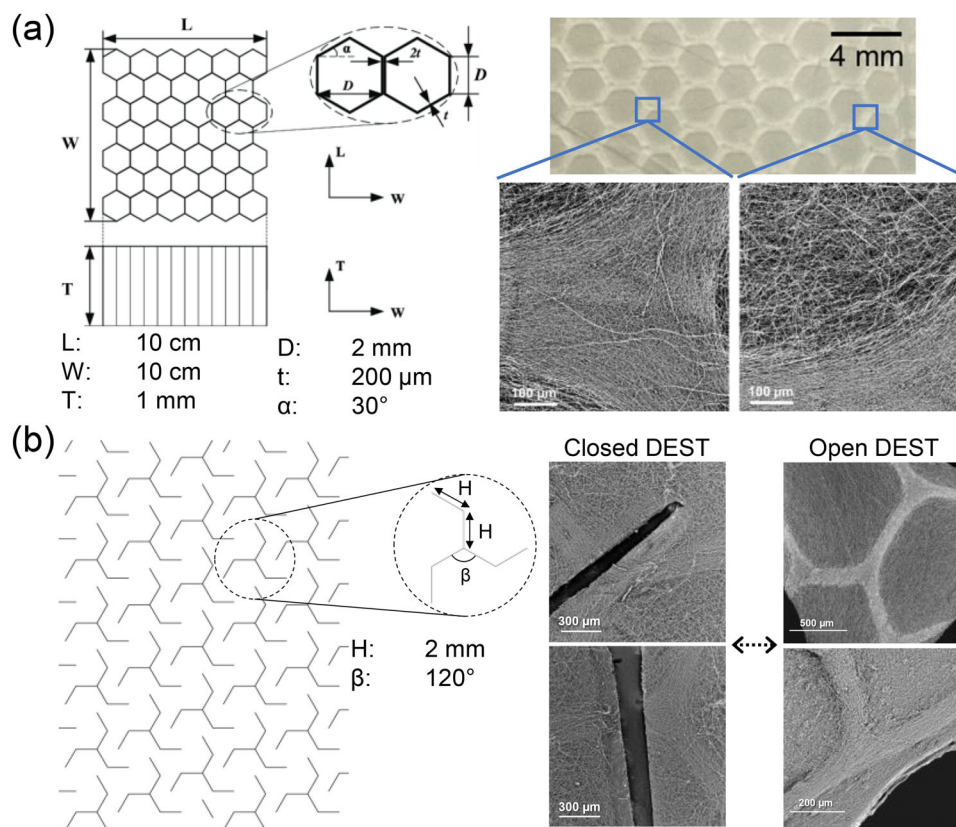 (a)
L
W
α
2t
D
D
t
L
W
T
T
W
4 mm
100 µm
100 µm
L: 10 cm
W: 10 cm
T: 1 mm
D: 2 mm
t: 200 µm
α: 30°
(b)
H
H
β
H: 2 mm
β: 120°
Closed DEST
Open DEST
300 µm
500 µm
300 µm
200 µm